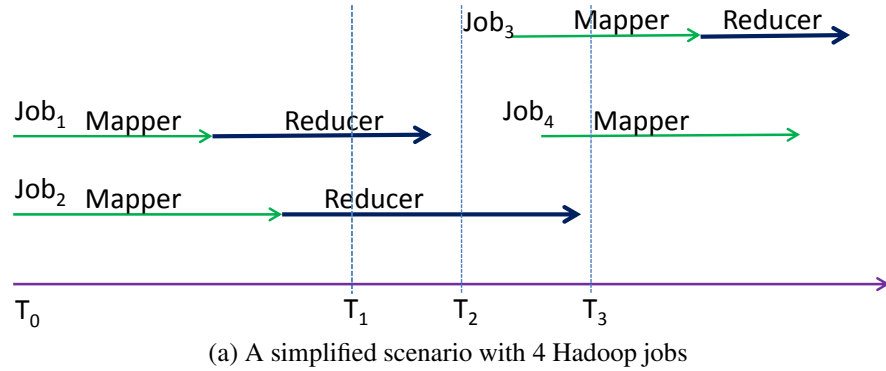 Job3 Mapper Reducer
Job1 Mapper Reducer Job4 Mapper
Job2 Mapper Reducer
T0 T1 T2 T3
(a) A simplified scenario with 4 Hadoop jobs